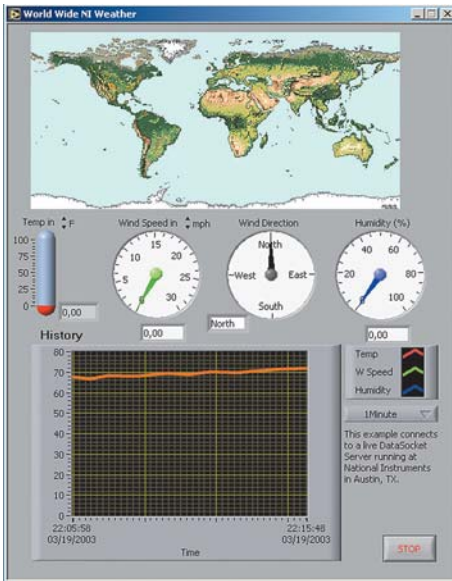 World Wide NI Weather
Temp in F
Wind Speed in mph
Wind Direction
Humidity (%)
100
75
50
25
0
0,00
5
10
15
20
25
30
0,00
North
West
East
South
North
20
40
60
80
100
0,00
History
80
70
60
50
40
30
20
10
0
22:05:58
03/19/2003
22:15:48
03/19/2003
Time
Temp
W Speed
Humidity
1Minute
This example connects
to a live DataSocket
Server running at
National Instruments
in Austin, TX.
STOP